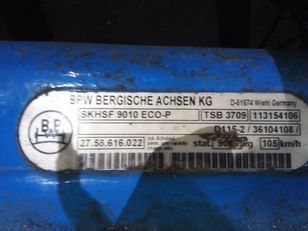 BPW BERGISCHE ACHSEN KG
D-51674 Wiehl Germany
SKHSF 9010 ECO-P TSB 3709 113154106
D115-2 / 36104108 /
27.58.616.022 stat. kg 105 km/h